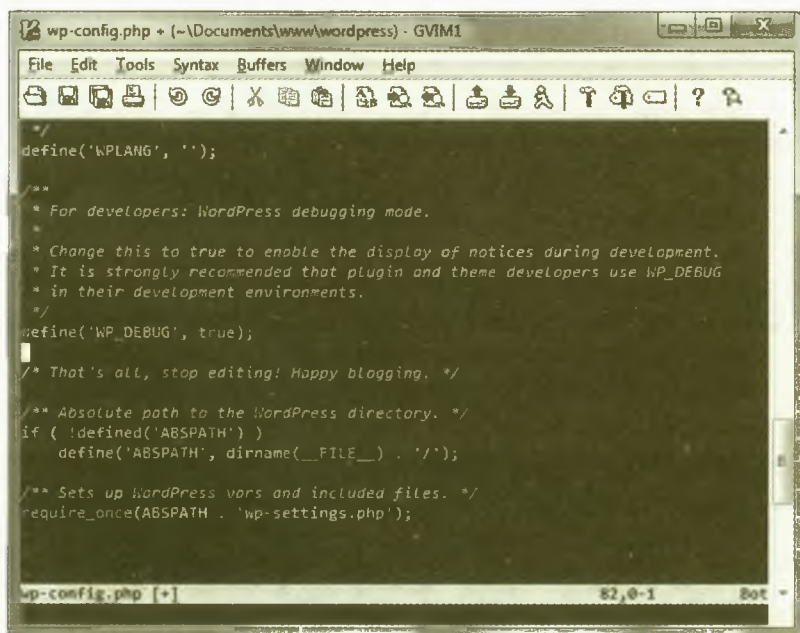 wp-config.php + (~\Documents\www\wordpress) - GVIM1
File Edit Tools Syntax Buffers Window Help
*/
define('WPLANG', '');
/**
* For developers: WordPress debugging mode.
*
* Change this to true to enable the display of notices during development.
* It is strongly recommended that plugin and theme developers use WP_DEBUG
* in their development environments.
*/
define('WP_DEBUG', true);
/* That's all, stop editing! Happy blogging. */
/** Absolute path to the WordPress directory. */
if ( !defined('ABSPATH') )
define('ABSPATH', dirname(__FILE__) . '/');
/** Sets up WordPress vars and included files. */
require_once(ABSPATH . 'wp-settings.php');
wp-config.php [+] 82,0-1 Bot